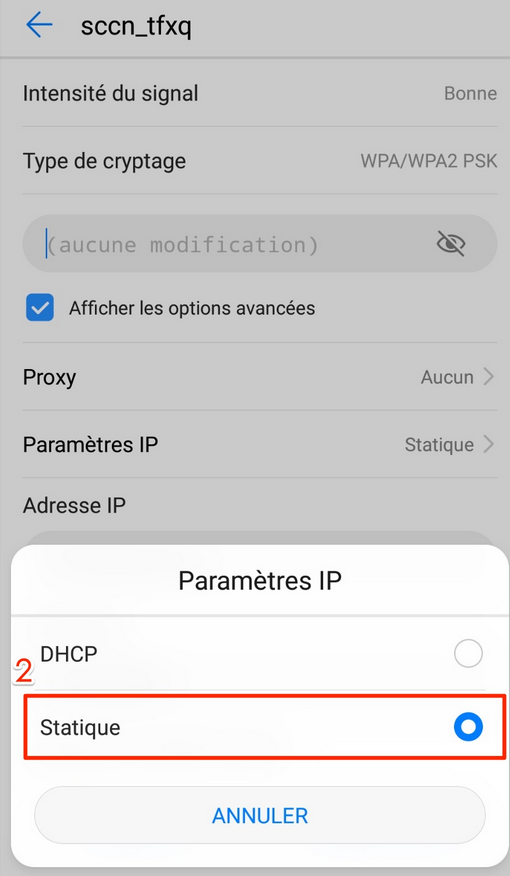 sccn_tfxq
Intensité du signal Bonne
Type de cryptage WPA/WPA2 PSK
(aucune modification)
Afficher les options avancées
Proxy Aucun
Paramètres IP Statique
Adresse IP
Paramètres IP
DHCP
2
Statique
ANNULER